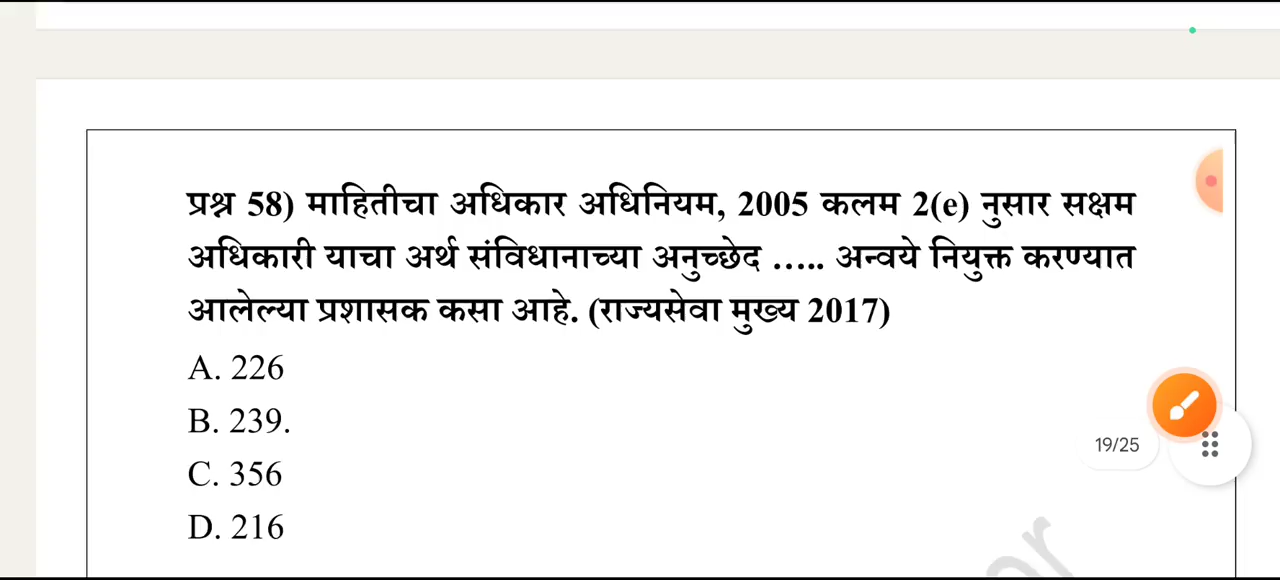 प्रश्न 58) माहितीचा अधिकार अधिनियम, 2005 कलम 2(e) नुसार सक्षम
अधिकारी याचा अर्थ संविधानाच्या अनुच्छेद ..... अन्वये नियुक्त करण्यात
आलेल्या प्रशासक कसा आहे. (राज्यसेवा मुख्य 2017)
A. 226
B. 239.
C. 356
19/25
D. 216